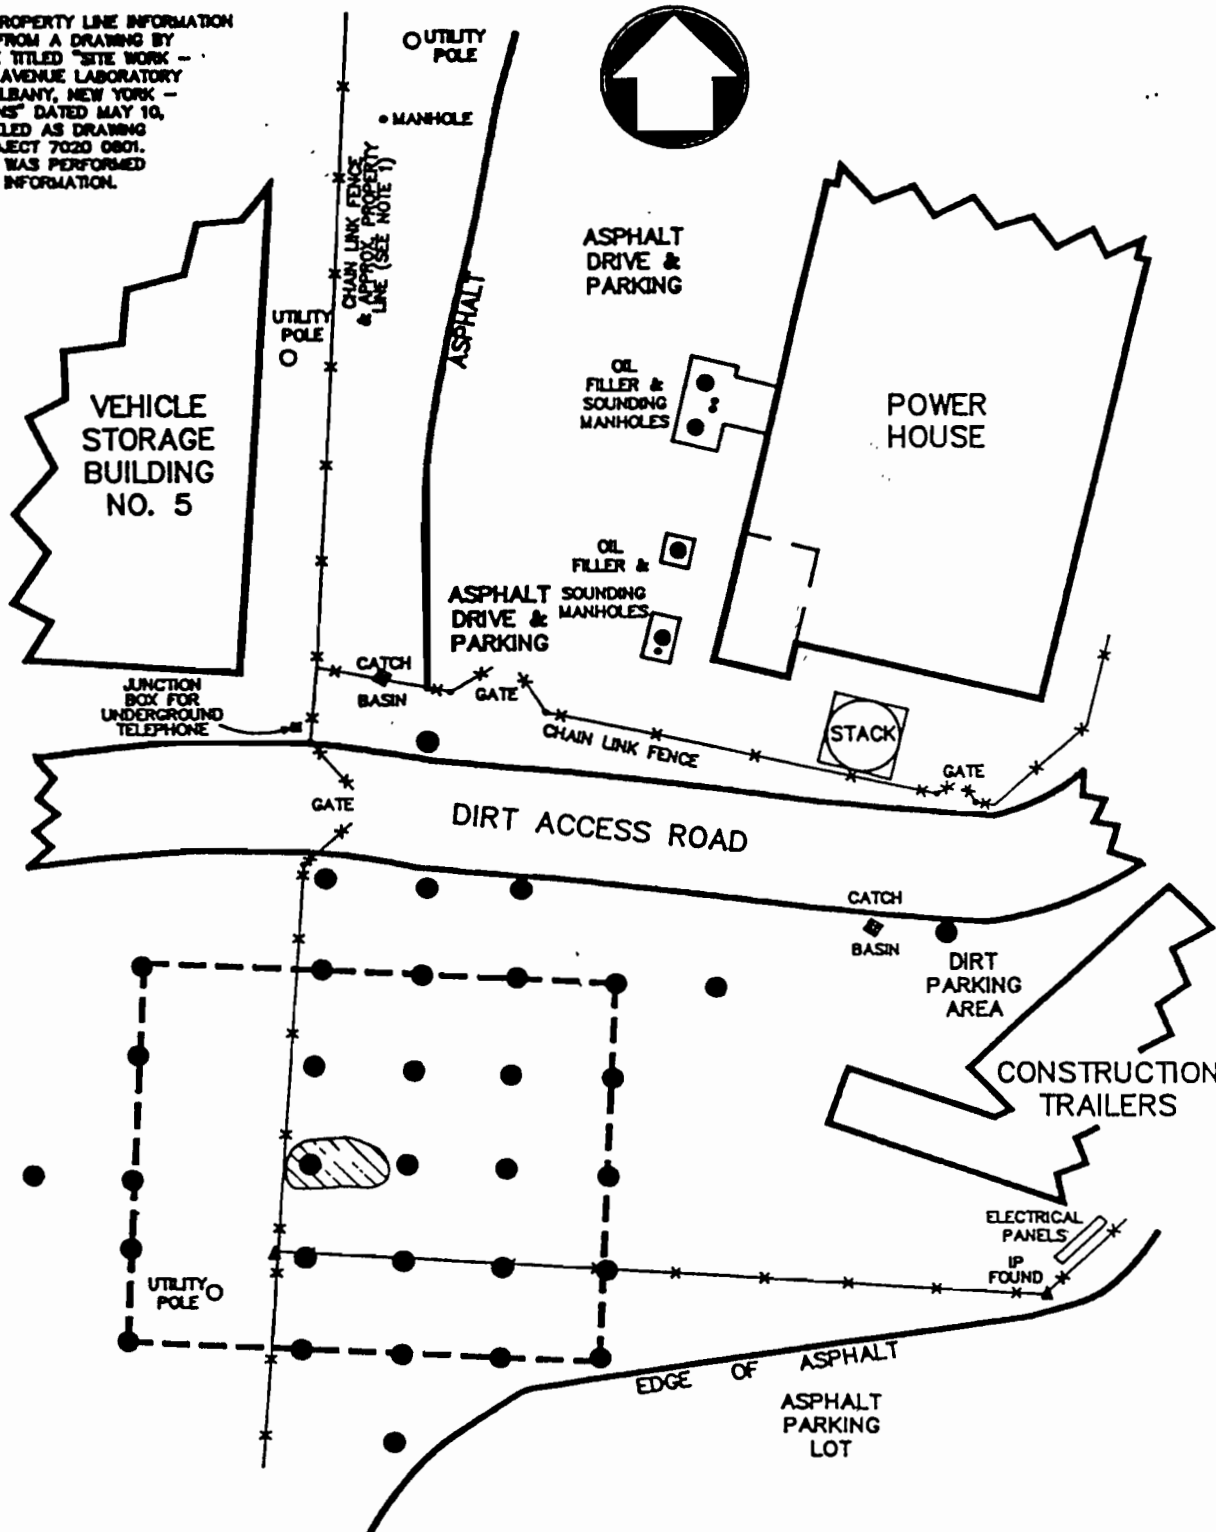 PROPERTY LINE INFORMATION
FROM A DRAWING BY
TITLED "SITE WORK -
AVENUE LABORATORY
LBANY, NEW YORK -
NS" DATED MAY 10,
LED AS DRAWING
JECT 7020 0801.
WAS PERFORMED
INFORMATION.
UTILITY
POLE
MANHOLE
CHAIN LINK FENCE
& APPROX. PROPERTY
LINE (SEE NOTE 1)
ASPHALT
ASPHALT
DRIVE &
PARKING
UTILITY
POLE
VEHICLE
STORAGE
BUILDING
NO. 5
OIL
FILLER &
SOUNDING
MANHOLES
POWER
HOUSE
OIL
FILLER &
SOUNDING
MANHOLES
ASPHALT
DRIVE &
PARKING
CATCH
BASIN
GATE
JUNCTION
BOX FOR
UNDERGROUND
TELEPHONE
CHAIN LINK FENCE
STACK
GATE
GATE
DIRT ACCESS ROAD
CATCH
BASIN
DIRT
PARKING
AREA
CONSTRUCTION
TRAILERS
ELECTRICAL
PANELS
IP
FOUND
UTILITY
POLE
EDGE OF ASPHALT
ASPHALT
PARKING
LOT